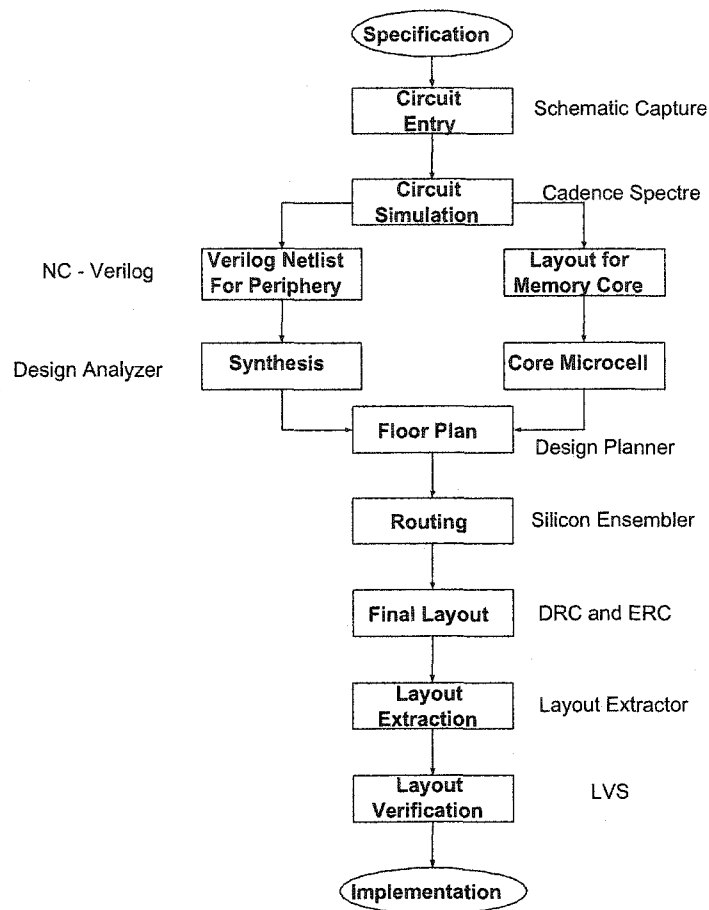 Specification
Circuit
Entry
Schematic Capture
Circuit
Simulation
Cadence Spectre
NC - Verilog
Verilog Netlist
For Periphery
Layout for
Memory Core
Design Analyzer
Synthesis
Core Microcell
Floor Plan
Design Planner
Routing
Silicon Ensembler
Final Layout
DRC and ERC
Layout
Extraction
Layout Extractor
Layout
Verification
LVS
Implementation